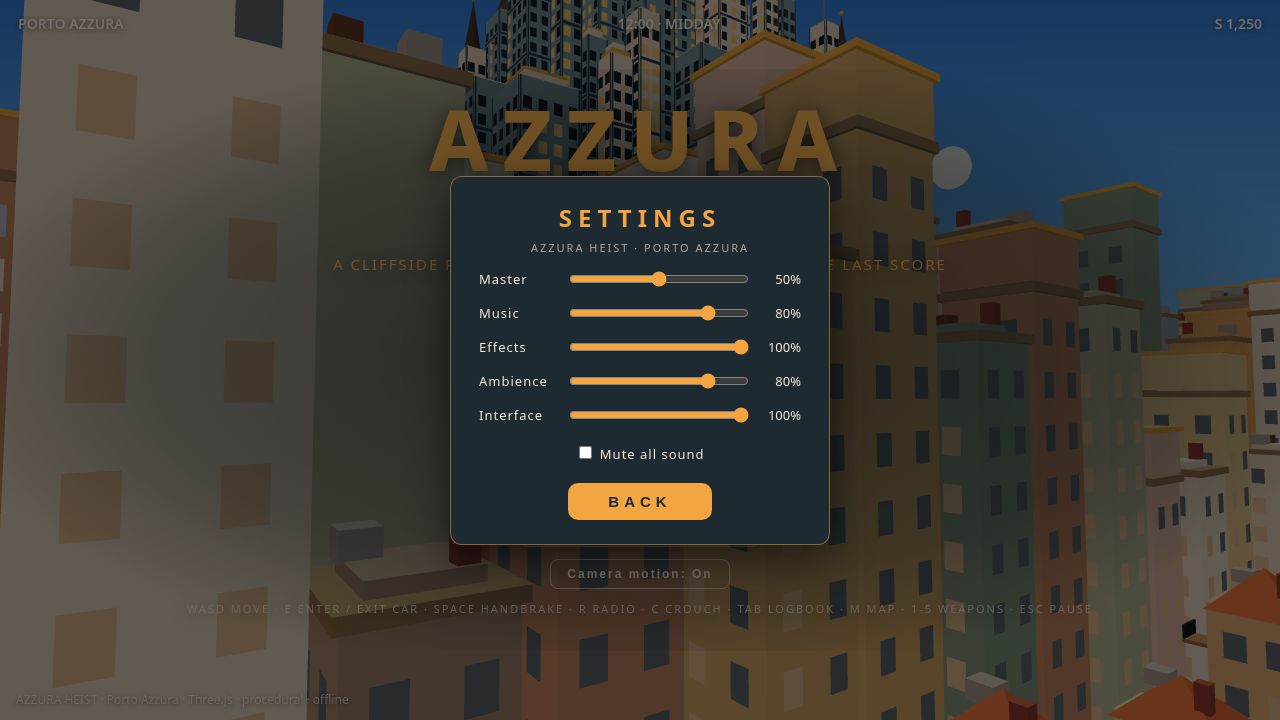 PORTO AZZURA
12:00 · MIDDAY
S 1,250
AZZURA
A CLIFFSIDE
E LAST SCORE
SETTINGS
AZZURA HEIST · PORTO AZZURA
Master 50%
Music 80%
Effects 100%
Ambience 80%
Interface 100%
Mute all sound
BACK
Camera motion: On
WASD MOVE · E ENTER / EXIT CAR · SPACE HANDBRAKE · R RADIO · C CROUCH · TAB LOGBOOK · M MAP · 1-5 WEAPONS · ESC PAUSE
AZZURA HEIST · Porto Azzura · Three.js · procedural · offline